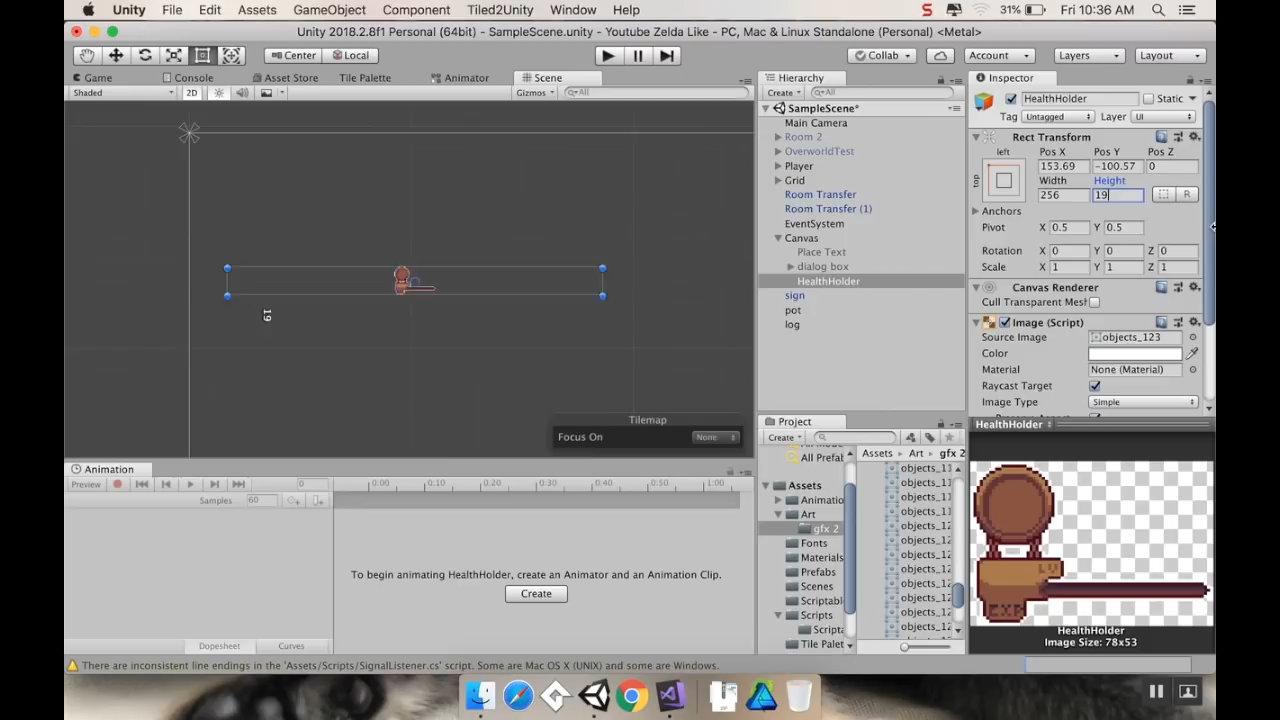 Unity File Edit Assets GameObject Component Tiled2Unity Window Help S 31% Fri 10:36 AM
Unity 2018.2.8f1 Personal (64bit) - SampleScene.unity - Youtube Zelda Like - PC, Mac & Linux Standalone (Personal) <Metal>
Center Local Collab Account Layers Layout
Game Console Asset Store Tile Palette Animator Scene
Shaded 2D Gizmos All
Tilemap
Focus On None
Hierarchy
Create All
SampleScene*
Main Camera
Room 2
OverworldTest
Player
Grid
Room Transfer
Room Transfer (1)
EventSystem
Canvas
Place Text
dialog box
HealthHolder
sign
pot
log
Inspector
HealthHolder Static
Tag Untagged Layer UI
Rect Transform
left Pos X Pos Y Pos Z
top 153.69 -100.57 0
Width Height
256 19 R
Anchors
Pivot X 0.5 Y 0.5
Rotation X 0 Y 0 Z 0
Scale X 1 Y 1 Z 1
Canvas Renderer
Cull Transparent Mesh
Image (Script)
Source Image objects_123
Color
Material None (Material)
Raycast Target
Image Type Simple
19
Animation
Preview 0 0:00 0:10 0:20 0:30 0:40 0:50 1:00
Samples 60
To begin animating HealthHolder, create an Animator and an Animation Clip.
Create
Dopesheet Curves
Project
Create
All Prefab
Assets
Animation
Art
gfx 2
Fonts
Materials
Prefabs
Scenes
Scriptabl
Scripts
Scripta
Tile Palet
Assets Art gfx 2
objects_11
objects_11
objects_11
objects_11
objects_12
objects_12
objects_12
objects_12
objects_12
objects_12
objects_12
HealthHolder
LV
EXP
HealthHolder
Image Size: 78x53
There are inconsistent line endings in the 'Assets/Scripts/SignalListener.cs' script. Some are Mac OS X (UNIX) and some are Windows.